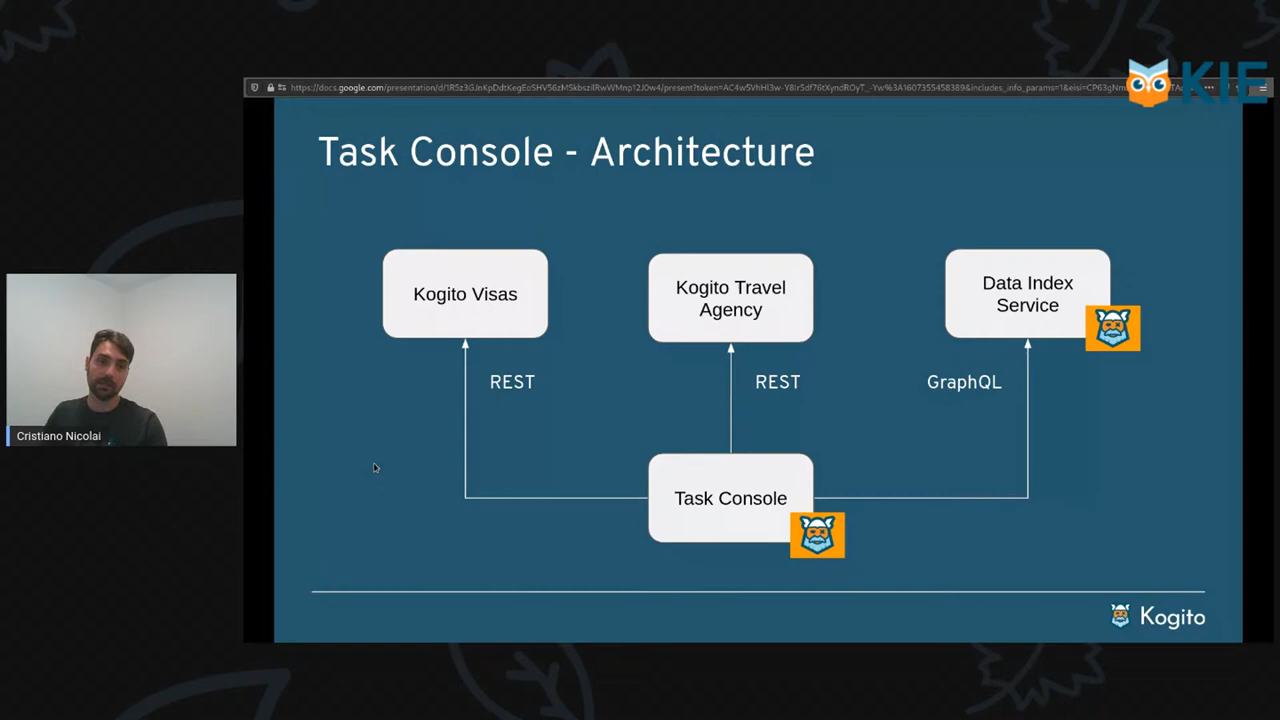 KIE
Task Console - Architecture
Kogito Visas
Kogito Travel
Agency
Data Index
Service
REST
REST
GraphQL
Cristiano Nicolai
Task Console
Kogito